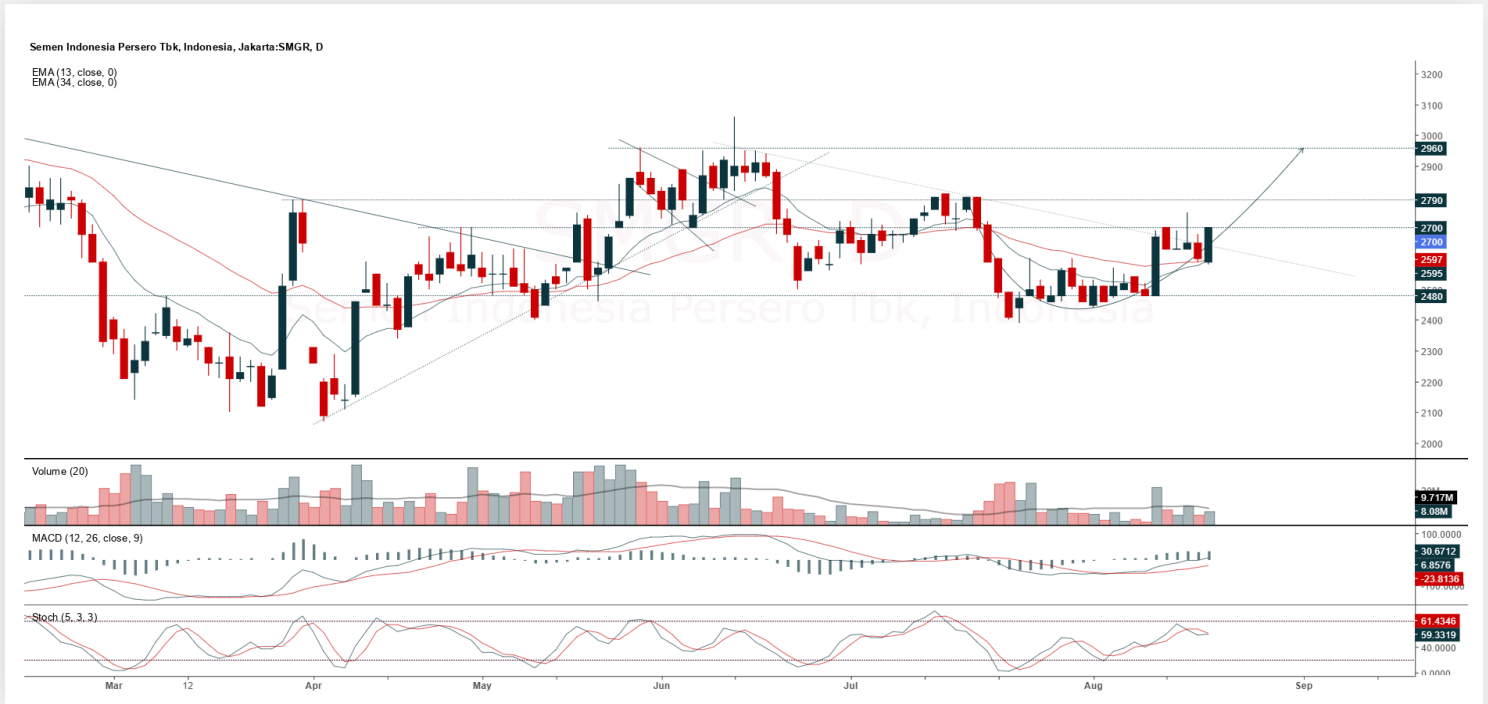 Semen Indonesia Persero Tbk, Indonesia, Jakarta:SMGR, D
EMA (13, close, 0)
EMA (34, close, 0)
SMGR, D
Semen Indonesia Persero Tbk, Indonesia
3200
3100
3000
2960
2900
2790
2700
2700
2597
2595
2480
2400
2300
2200
2100
2000
Volume (20)
9.717M
8.08M
MACD (12, 26, close, 9)
100.0000
30.6712
6.8576
-23.8136
Stoch (5, 3, 3)
61.4346
59.3319
40.0000
0.0000
Mar 12 Apr May Jun Jul Aug Sep